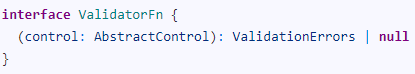 interface ValidatorFn {
  (control: AbstractControl): ValidationErrors | null
}